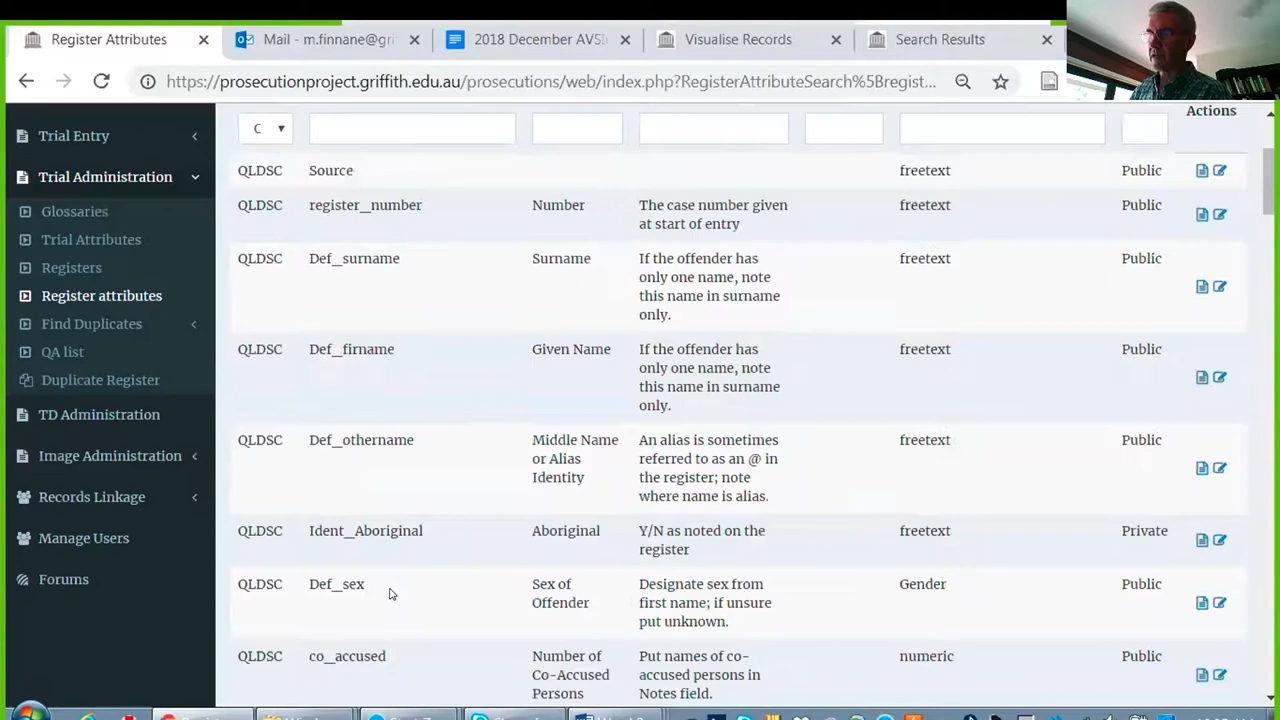 Register Attributes
Mail - m.finnane@gri
2018 December AVSI
Visualise Records
Search Results
https://prosecutionproject.griffith.edu.au/prosecutions/web/index.php?RegisterAttributeSearch%5Bregist...
Trial Entry
Trial Administration
Glossaries
Trial Attributes
Registers
Register attributes
Find Duplicates
QA list
Duplicate Register
TD Administration
Image Administration
Records Linkage
Manage Users
Forums
Actions
C
QLDSC Source freetext Public
QLDSC register_number Number The case number given freetext Public
at start of entry
QLDSC Def_surname Surname If the offender has freetext Public
only one name, note
this name in surname
only.
QLDSC Def_firname Given Name If the offender has freetext Public
only one name, note
this name in surname
only.
QLDSC Def_othername Middle Name An alias is sometimes freetext Public
or Alias referred to as an @ in
Identity the register; note
where name is alias.
QLDSC Ident_Aboriginal Aboriginal Y/N as noted on the freetext Private
register
QLDSC Def_sex Sex of Designate sex from Gender Public
Offender first name; if unsure
put unknown.
QLDSC co_accused Number of Put names of co- numeric Public
Co-Accused accused persons in
Persons Notes field.